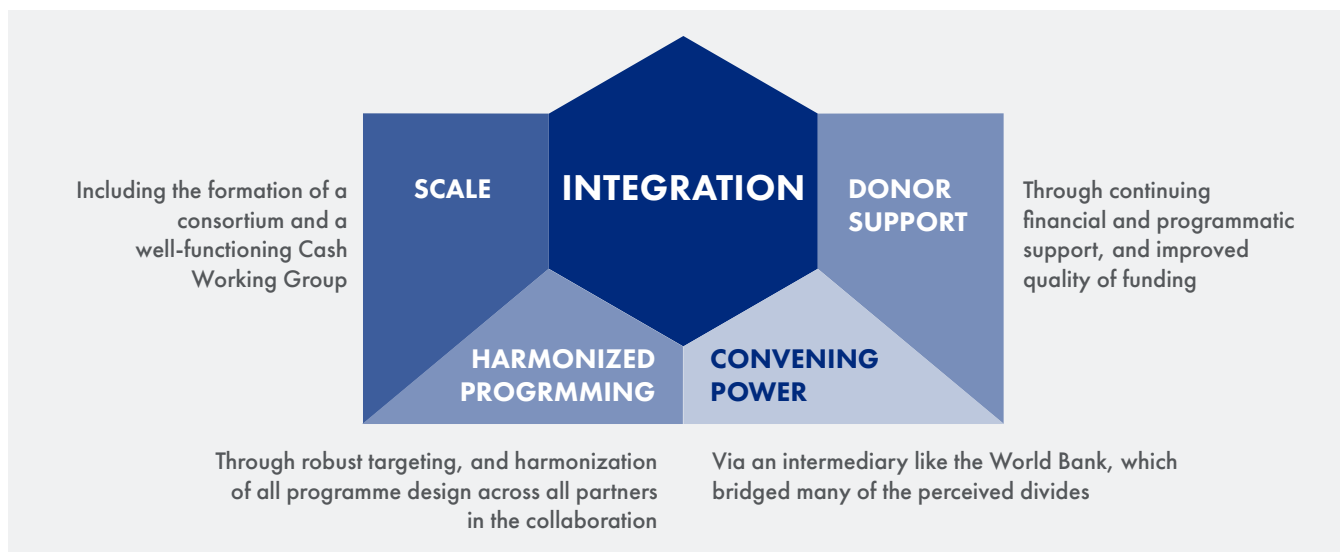 INTEGRATION
SCALE
Including the formation of a
consortium and a
well-functioning Cash
Working Group
DONOR
SUPPORT
Through continuing
financial and programmatic
support, and improved
quality of funding
HARMONIZED
PROGRMMING
Through robust targeting, and harmonization
of all programme design across all partners
in the collaboration
CONVENING
POWER
Via an intermediary like the World Bank, which
bridged many of the perceived divides